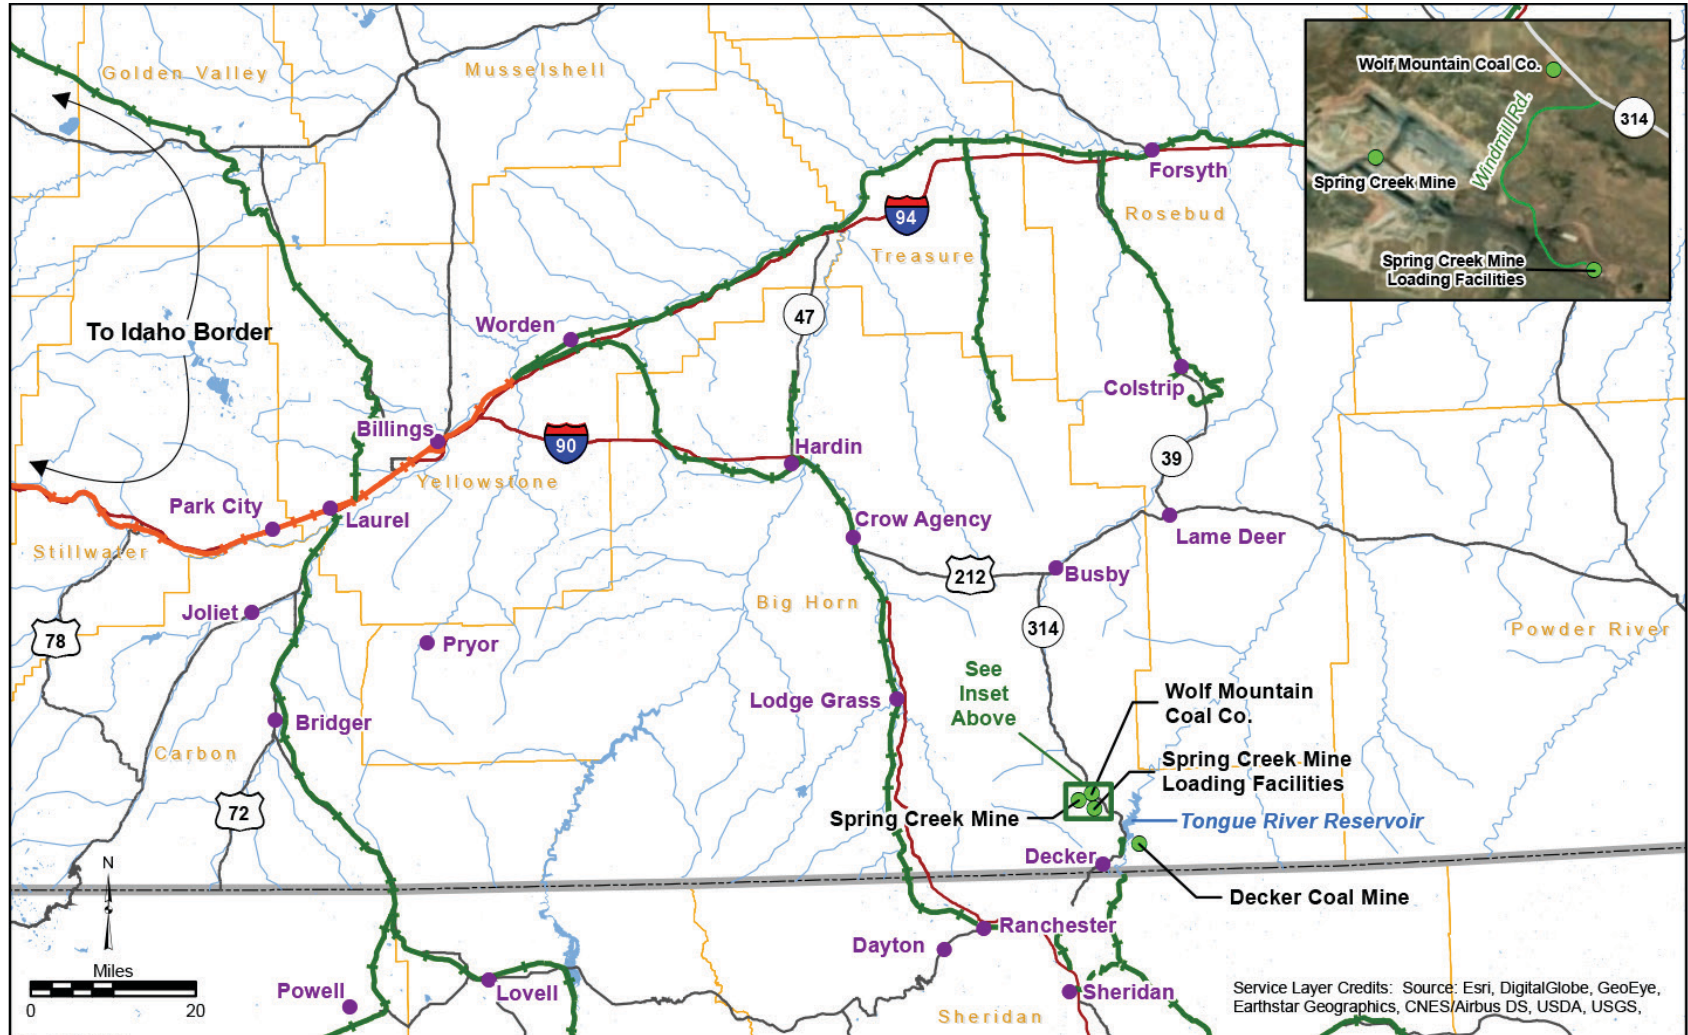 Golden Valley
Musselshell
Wolf Mountain Coal Co.
314
Windmill Rd.
Spring Creek Mine
Spring Creek Mine
Loading Facilities
Forsyth
94
Rosebud
Treasure
To Idaho Border
Worden
47
Colstrip
Billings
90
Hardin
39
Yellowstone
Park City
Laurel
Crow Agency
Lame Deer
Stillwater
212
Busby
Big Horn
Joliet
314
78
Pryor
Powder River
See
Inset
Above
Wolf Mountain
Coal Co.
Lodge Grass
Bridger
Carbon
Spring Creek Mine
Loading Facilities
72
Spring Creek Mine
Tongue River Reservoir
Decker
N
Decker Coal Mine
Ranchester
Dayton
Miles
0
20
Powell
Lovell
Sheridan
Sheridan
Service Layer Credits: Source: Esri, DigitalGlobe, GeoEye,
Earthstar Geographics, CNES/Airbus DS, USDA, USGS,